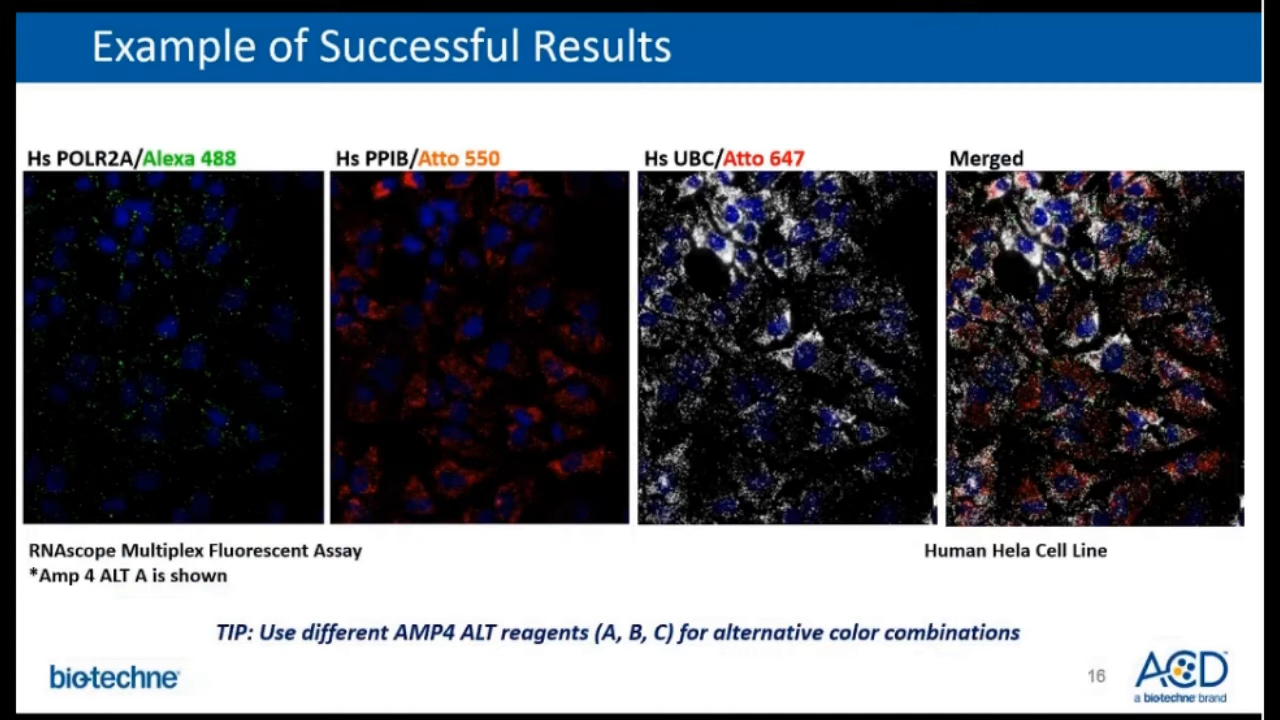 Example of Successful Results
Hs POLR2A/Alexa 488
Hs PPIB/Atto 550
Hs UBC/Atto 647
Merged
RNAscope Multiplex Fluorescent Assay
*Amp 4 ALT A is shown
Human Hela Cell Line
TIP: Use different AMP4 ALT reagents (A, B, C) for alternative color combinations
bio-techne
16
ACD
a biotechne brand